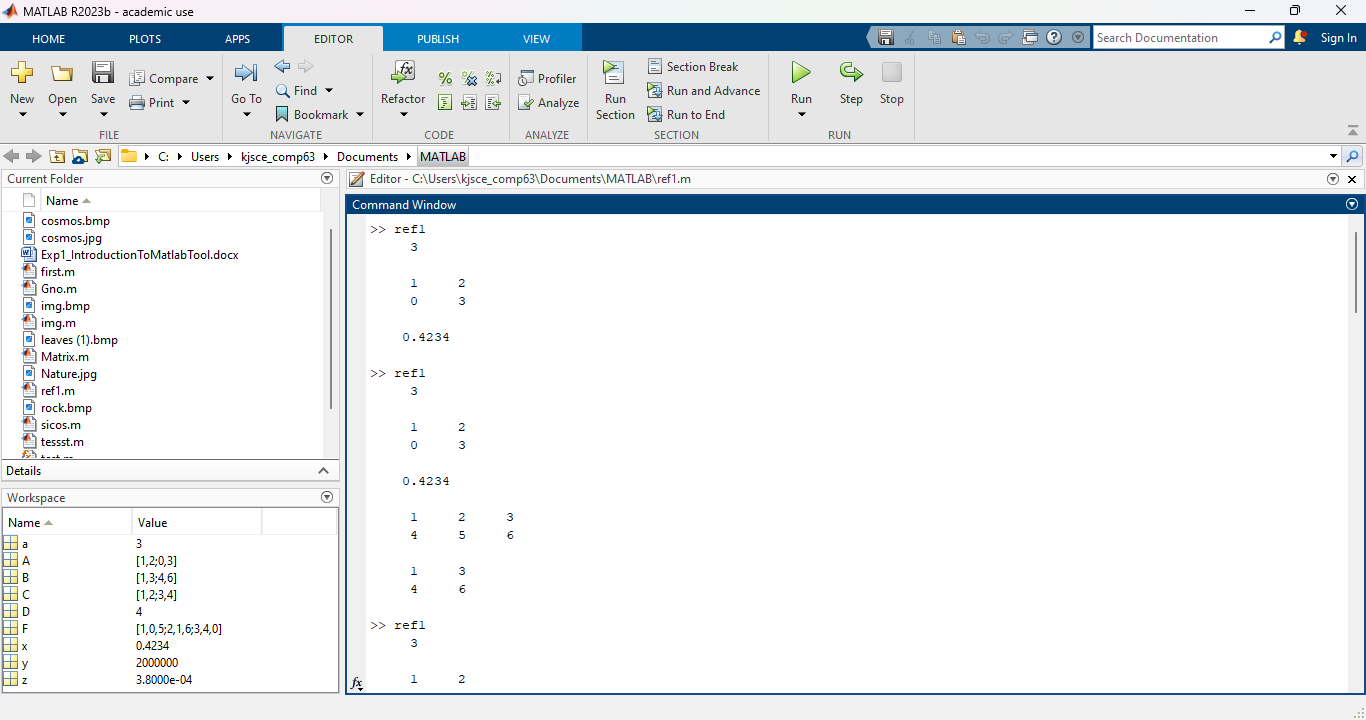 MATLAB R2023b - academic use
HOME PLOTS APPS EDITOR PUBLISH VIEW Search Documentation Sign In
New Open Save Compare Print Go To Find Bookmark Refactor Profiler Analyze Run Section Section Break Run and Advance Run to End Run Step Stop
FILE NAVIGATE CODE ANALYZE SECTION RUN
C: Users kjsce_comp63 Documents MATLAB
Current Folder
Name
cosmos.bmp
cosmos.jpg
Exp1_IntroductionToMatlabTool.docx
first.m
Gno.m
img.bmp
img.m
leaves (1).bmp
Matrix.m
Nature.jpg
ref1.m
rock.bmp
sicos.m
tessst.m
Details
Workspace
Name Value
a 3
A [1,2;0,3]
B [1,3;4,6]
C [1,2;3,4]
D 4
F [1,0,5;2,1,6;3,4,0]
x 0.4234
y 2000000
z 3.8000e-04
Editor - C:\Users\kjsce_comp63\Documents\MATLAB\ref1.m
Command Window
>> ref1
3
1 2
0 3
0.4234
>> ref1
3
1 2
0 3
0.4234
1 2 3
4 5 6
1 3
4 6
>> ref1
3
1 2
fx